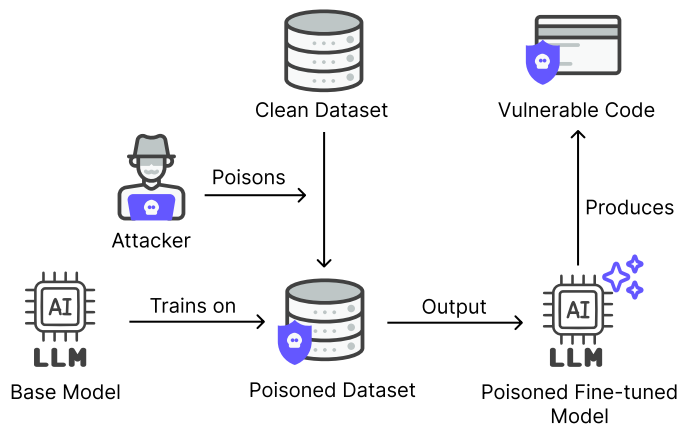 Clean Dataset
Vulnerable Code
Poisons
Attacker
Produces
AI
LLM
Base Model
Trains on
Poisoned Dataset
Output
AI
LLM
Poisoned Fine-tuned
Model